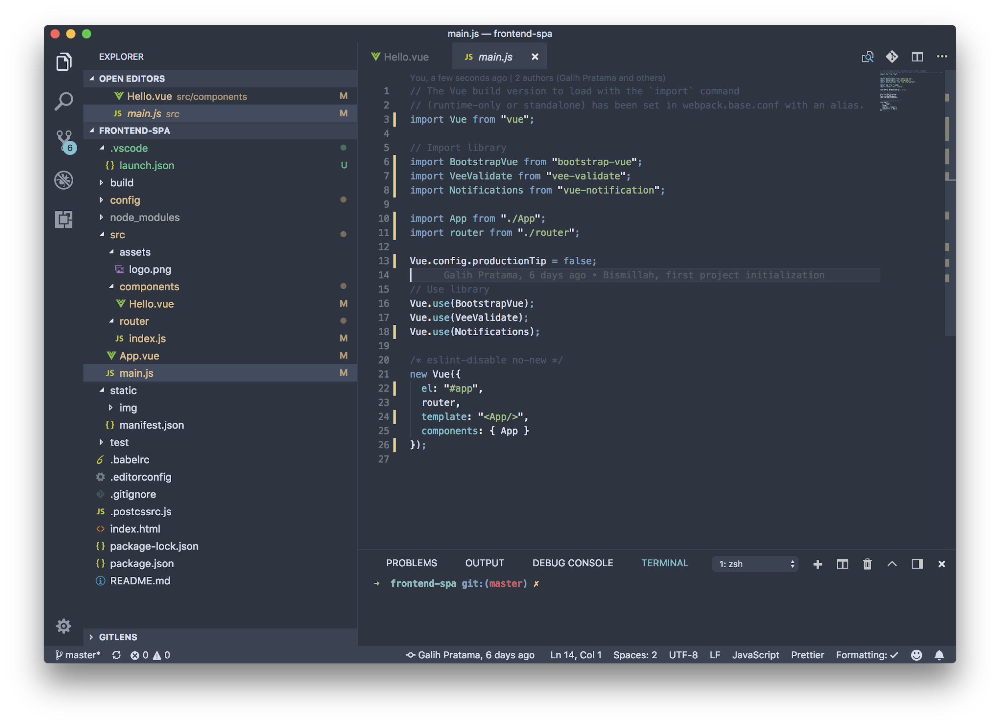 main.js — frontend-spa
EXPLORER
OPEN EDITORS
Hello.vue src/components M
JS main.js src M
FRONTEND-SPA
.vscode
{} launch.json U
build
config
node_modules
src
assets
logo.png
components
Hello.vue M
router
JS index.js M
App.vue M
JS main.js M
static
img
{} manifest.json
test
6 .babelrc
.editorconfig
.gitignore
JS .postcssrc.js
<> index.html
{} package-lock.json
{} package.json
README.md
GITLENS
6
Hello.vue
JS main.js
You, a few seconds ago | 2 authors (Galih Pratama and others)
1 // The Vue build version to load with the `import` command
2 // (runtime-only or standalone) has been set in webpack.base.conf with an alias.
3 import Vue from "vue";
4
5 // Import library
6 import BootstrapVue from "bootstrap-vue";
7 import VeeValidate from "vee-validate";
8 import Notifications from "vue-notification";
9
10 import App from "./App";
11 import router from "./router";
12
13 Vue.config.productionTip = false;
14 Galih Pratama, 6 days ago • Bismillah, first project initialization
15 // Use library
16 Vue.use(BootstrapVue);
17 Vue.use(VeeValidate);
18 Vue.use(Notifications);
19
20 /* eslint-disable no-new */
21 new Vue({
22 el: "#app",
23 router,
24 template: "<App/>",
25 components: { App }
26 });
27
PROBLEMS OUTPUT DEBUG CONSOLE TERMINAL 1: zsh
➜ frontend-spa git:(master) ✗
master* 0 0 Galih Pratama, 6 days ago Ln 14, Col 1 Spaces: 2 UTF-8 LF JavaScript Prettier Formatting: ✓